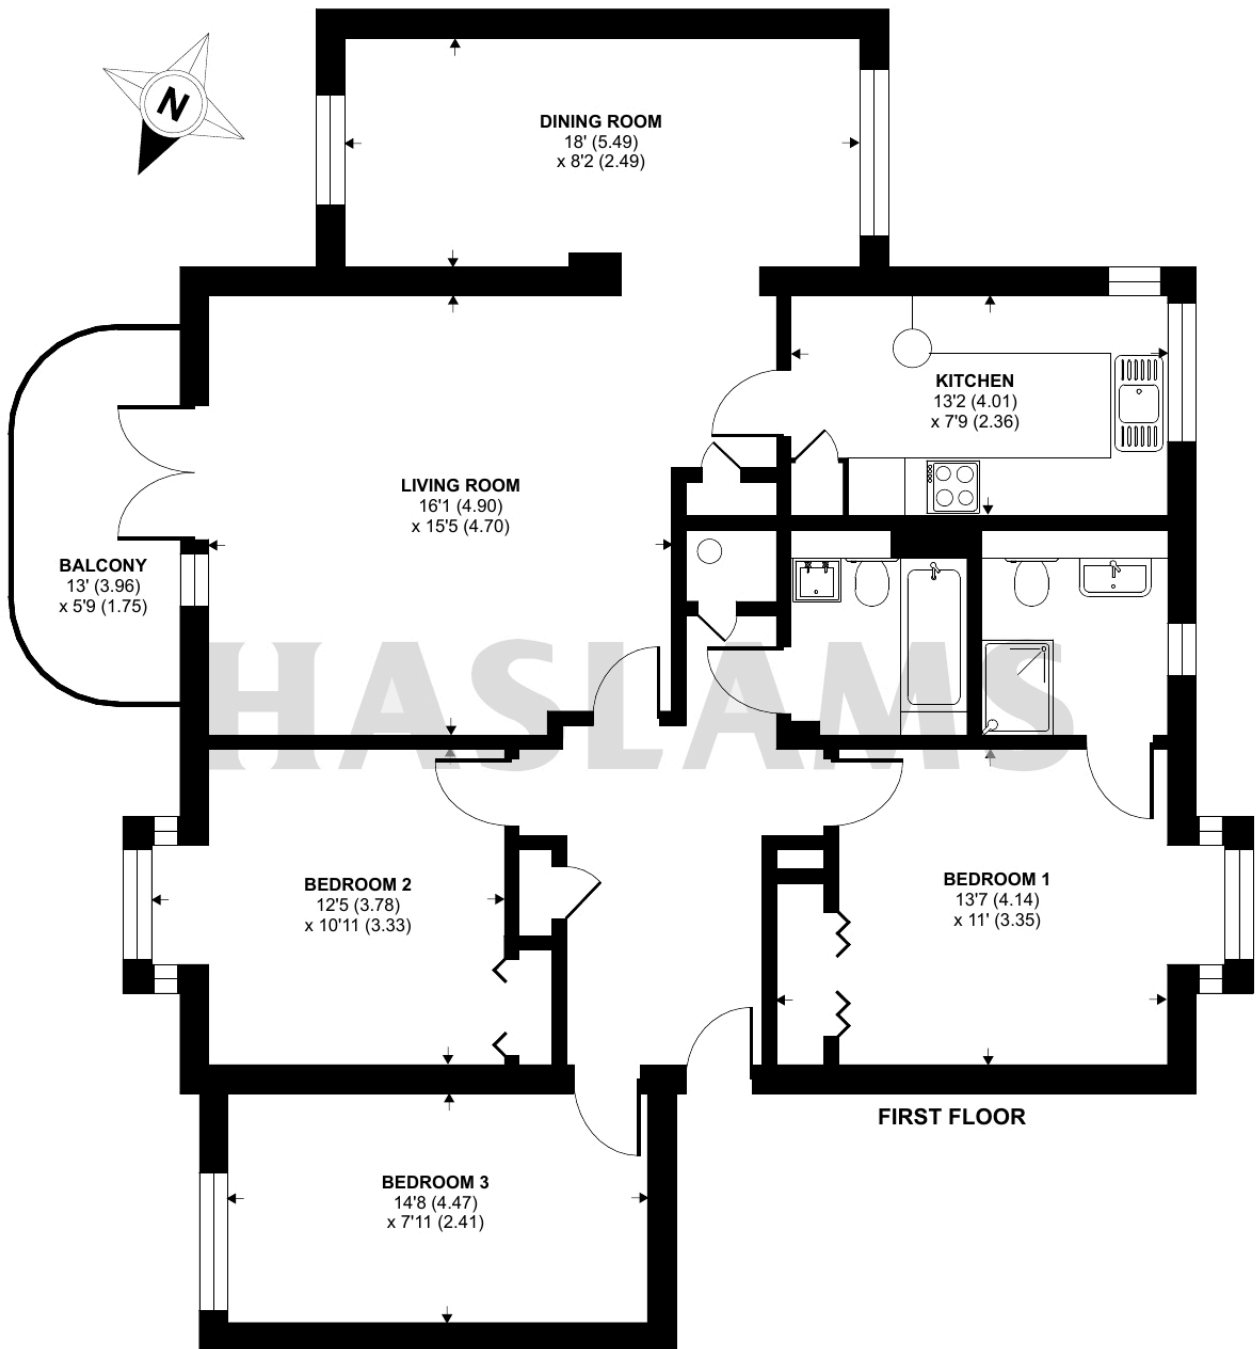 N
DINING ROOM
18' (5.49)
x 8'2 (2.49)
KITCHEN
13'2 (4.01)
x 7'9 (2.36)
LIVING ROOM
16'1 (4.90)
x 15'5 (4.70)
BALCONY
13' (3.96)
x 5'9 (1.75)
HASLAMS
BEDROOM 2
12'5 (3.78)
x 10'11 (3.33)
BEDROOM 1
13'7 (4.14)
x 11' (3.35)
FIRST FLOOR
BEDROOM 3
14'8 (4.47)
x 7'11 (2.41)